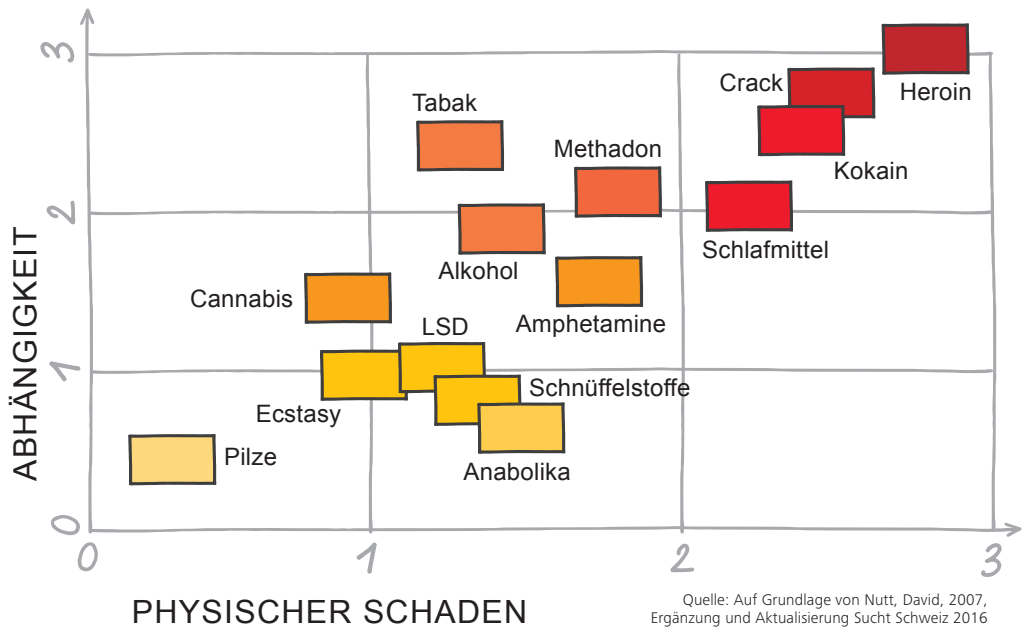 3
Tabak
Crack
Heroin
Methadon
Kokain
2
Schlafmittel
Alkohol
Cannabis
Amphetamine
LSD
1
Schnüffelstoffe
Ecstasy
Pilze
Anabolika
0
ABHÄNGIGKEIT
0 1 2 3
PHYSISCHER SCHADEN
Quelle: Auf Grundlage von Nutt, David, 2007,
Ergänzung und Aktualisierung Sucht Schweiz 2016